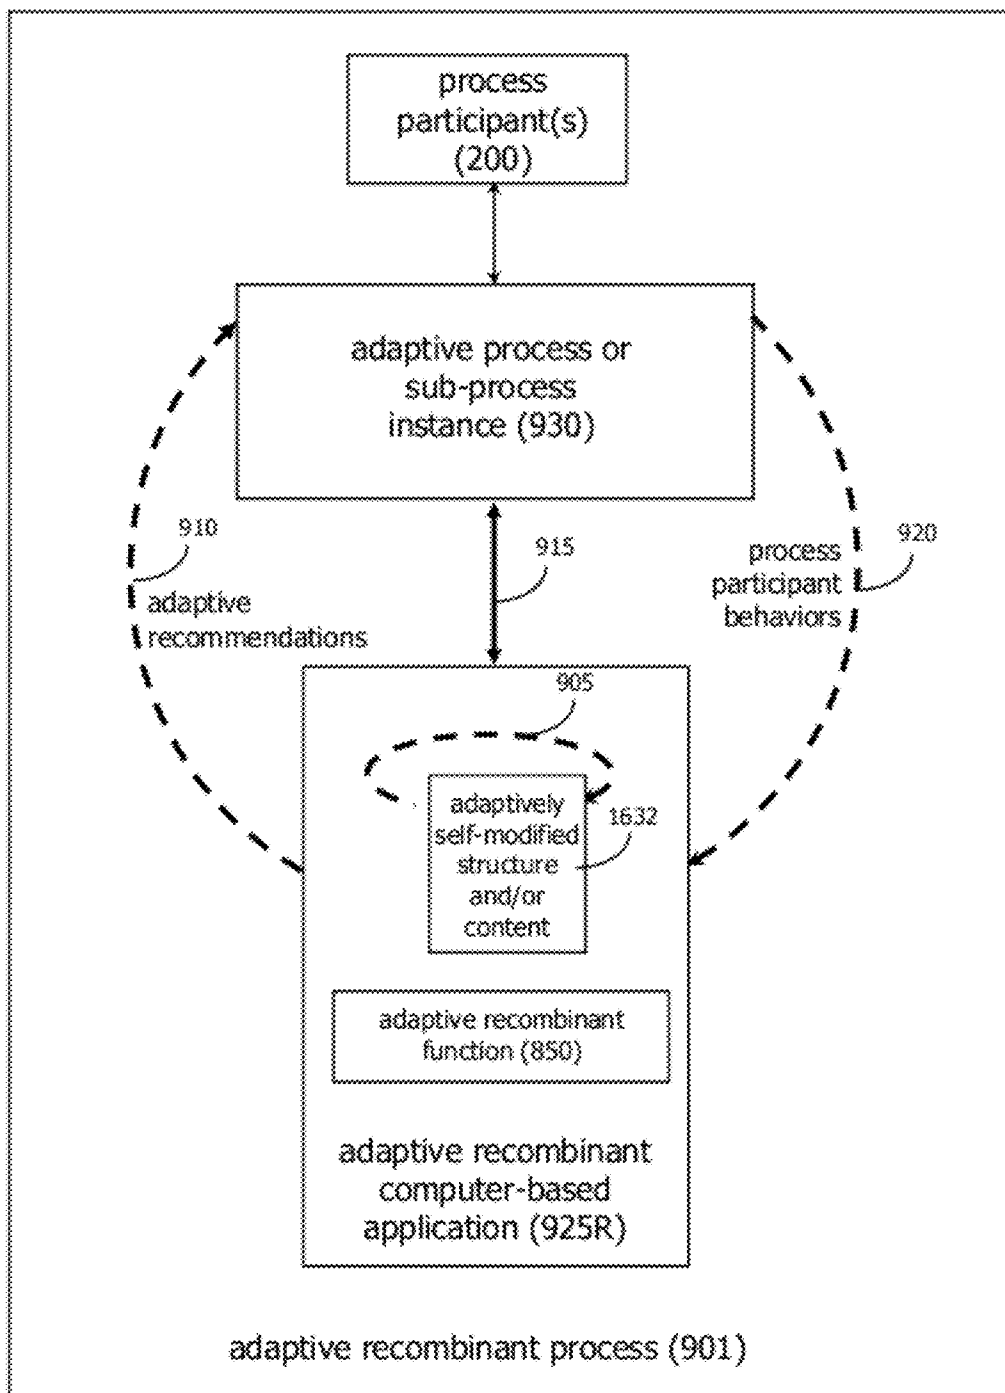 process
participant(s)
(200)
adaptive process or
sub-process
instance (930)
910
adaptive
recommendations
915
process
participant
behaviors
920
905
adaptively
self-modified
structure
and/or
content
1632
adaptive recombinant
function (850)
adaptive recombinant
computer-based
application (925R)
adaptive recombinant process (901)